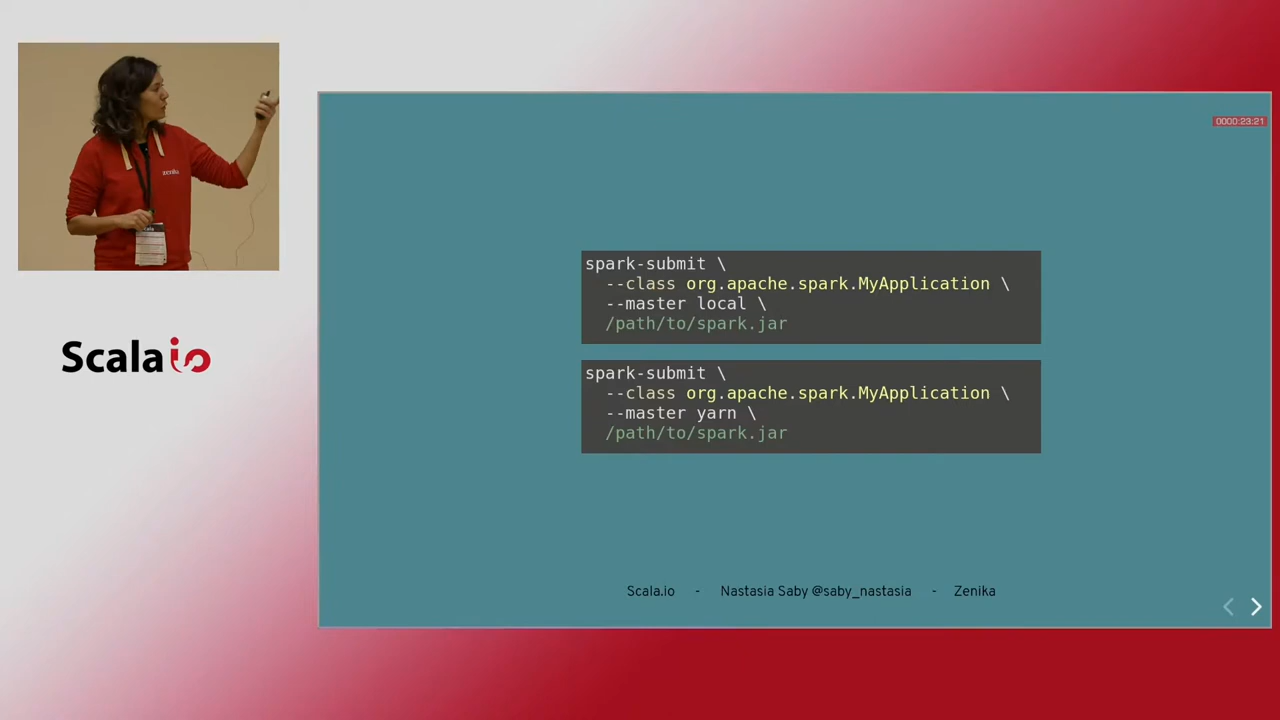 zenika
0000:23:21
spark-submit \
--class org.apache.spark.MyApplication \
--master local \
/path/to/spark.jar
spark-submit \
--class org.apache.spark.MyApplication \
--master yarn \
/path/to/spark.jar
Scala.io - Nastasia Saby @saby_nastasia - Zenika
Scala io